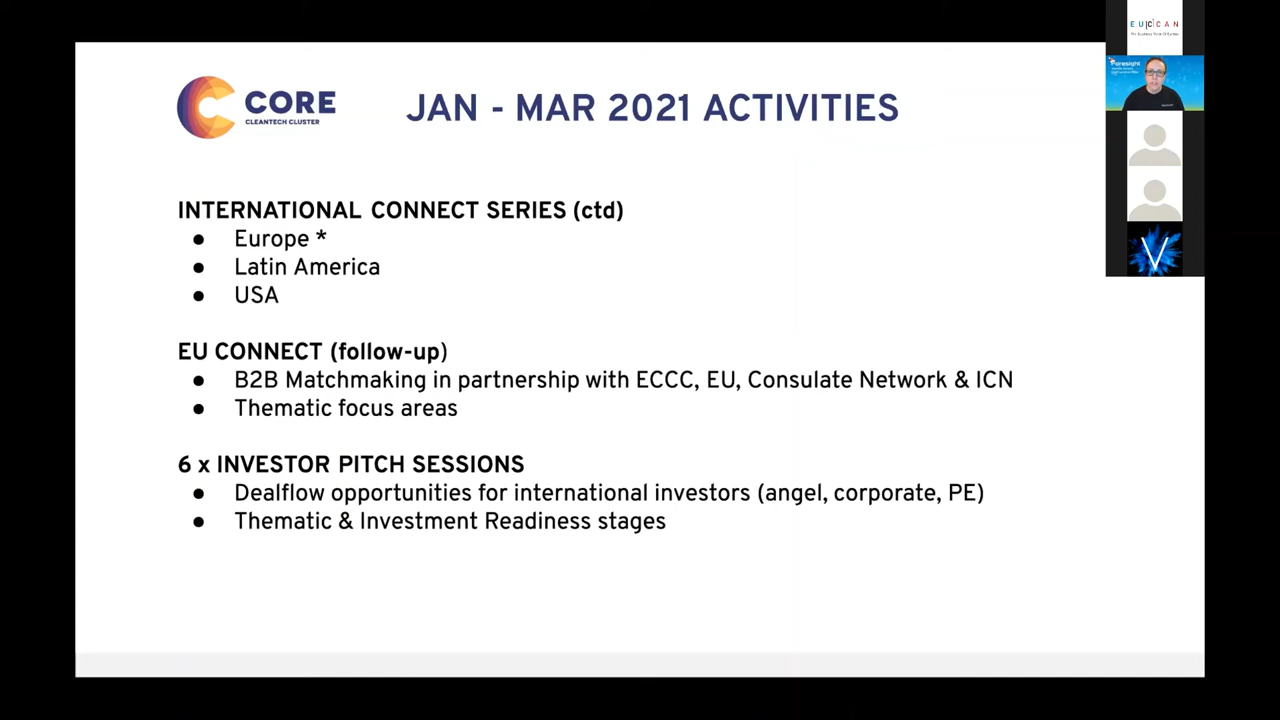 CORE
CLEANTECH CLUSTER
JAN - MAR 2021 ACTIVITIES
INTERNATIONAL CONNECT SERIES (ctd)
● Europe *
● Latin America
● USA
EU CONNECT (follow-up)
● B2B Matchmaking in partnership with ECCC, EU, Consulate Network & ICN
● Thematic focus areas
6 x INVESTOR PITCH SESSIONS
● Dealflow opportunities for international investors (angel, corporate, PE)
● Thematic & Investment Readiness stages
EU|C|CAN
Foresight
V